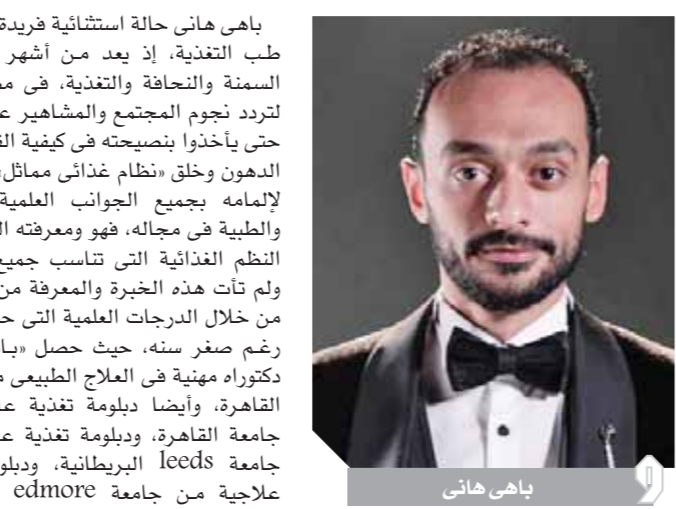 باهى هانى حالة استثنائية فريدة
طب التغذية، إذ يعد من أشهر
السمنة والنحافة والتغذية، فى
لتردد نجوم المجتمع والمشاهير
حتى يأخذوا بنصيحته فى كيفية
الدهون وخلق «نظام غذائى مماثل
لإلمامه بجميع الجوانب العلمية
والطبية فى مجاله، فهو ومعرفته
النظم الغذائية التى تناسب جميع
ولم تأت هذه الخبرة والمعرفة من
من خلال الدرجات العلمية التى
رغم صغر سنه، حيث حصل
دكتوراه مهنية فى العلاج الطبيعى
القاهرة، وأيضا دبلومة تغذية
جامعة القاهرة، ودبلومة تغذية
جامعة leeds البريطانية،
علاجية من جامعة edmore
باهى هانى